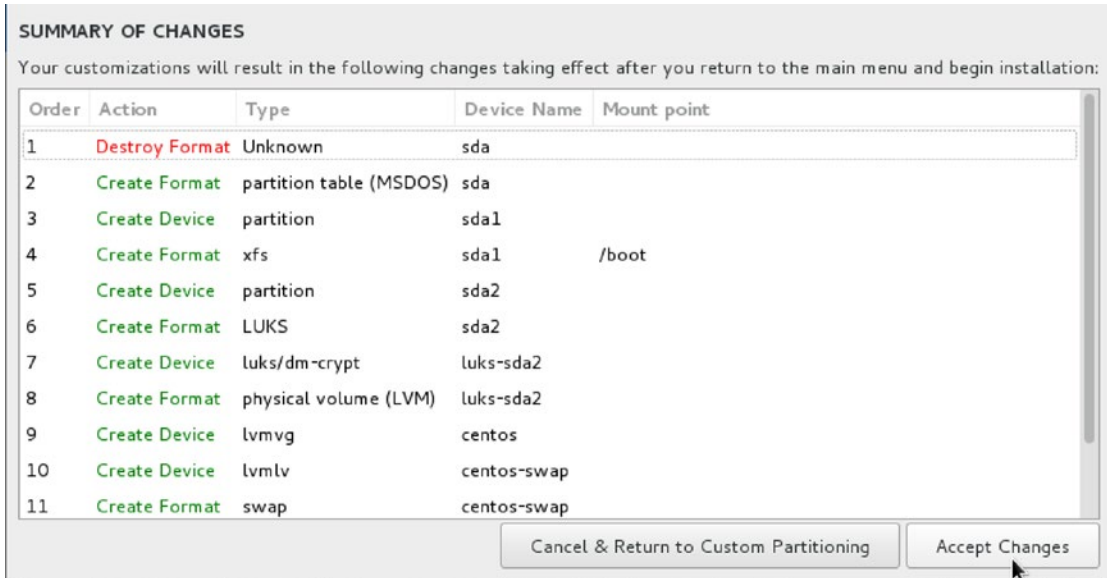 SUMMARY OF CHANGES
Your customizations will result in the following changes taking effect after you return to the main menu and begin installation:
Order Action Type Device Name Mount point
1 Destroy Format Unknown sda
2 Create Format partition table (MSDOS) sda
3 Create Device partition sda1
4 Create Format xfs sda1 /boot
5 Create Device partition sda2
6 Create Format LUKS sda2
7 Create Device luks/dm-crypt luks-sda2
8 Create Format physical volume (LVM) luks-sda2
9 Create Device lvmvg centos
10 Create Device lvmlv centos-swap
11 Create Format swap centos-swap
Cancel & Return to Custom Partitioning Accept Changes